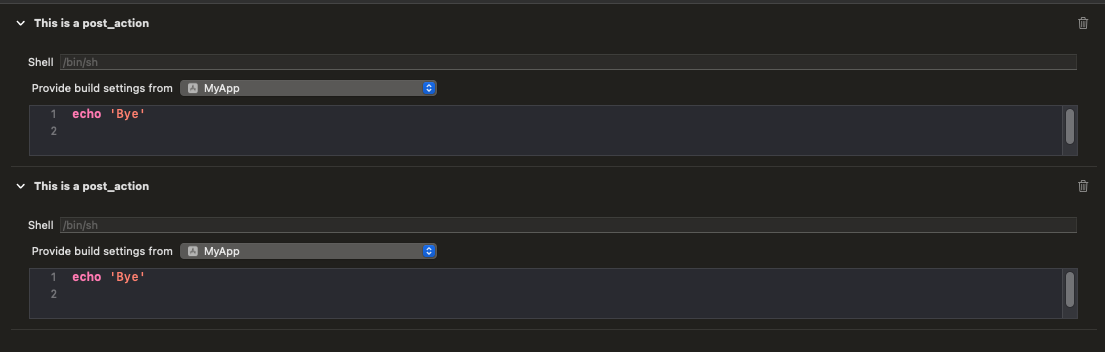 This is a post_action
Shell /bin/sh
Provide build settings from MyApp
1 echo 'Bye'
2
This is a post_action
Shell /bin/sh
Provide build settings from MyApp
1 echo 'Bye'
2